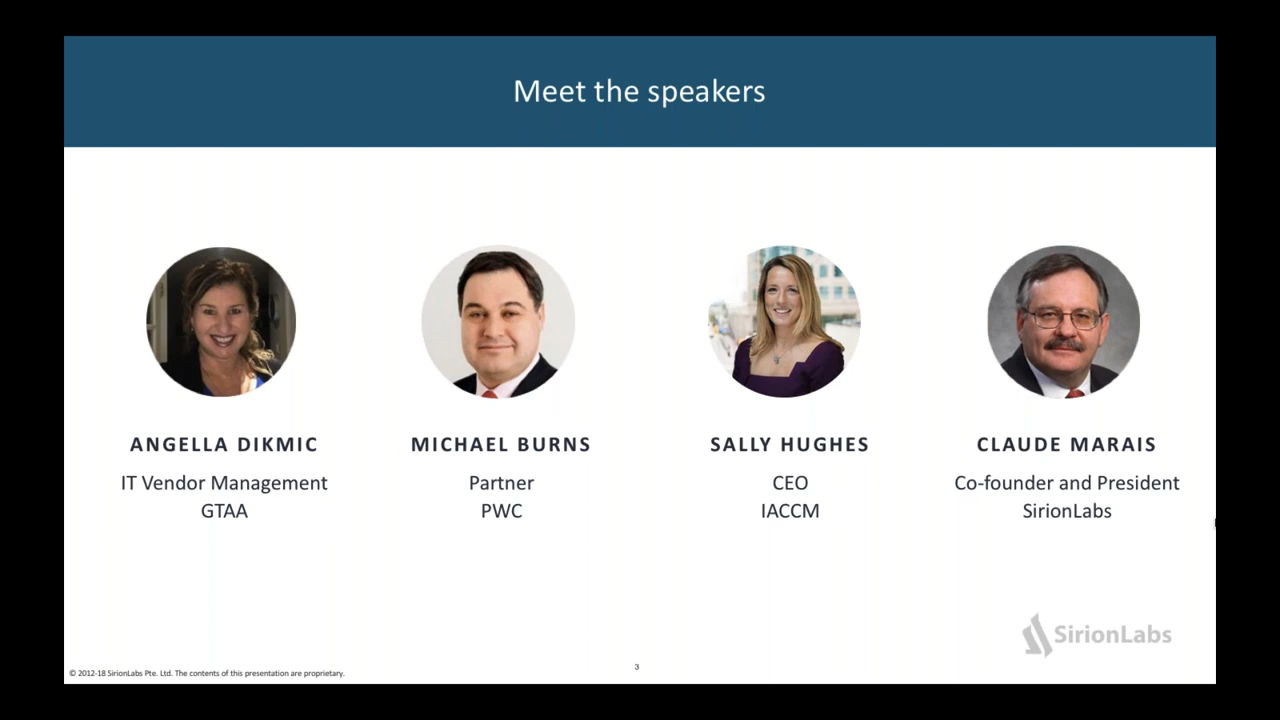 Meet the speakers
ANGELLA DIKMIC
IT Vendor Management
GTAA
MICHAEL BURNS
Partner
PWC
SALLY HUGHES
CEO
IACCM
CLAUDE MARAIS
Co-founder and President
SirionLabs
SirionLabs
3
© 2012-18 SirionLabs Pte. Ltd. The contents of this presentation are proprietary.